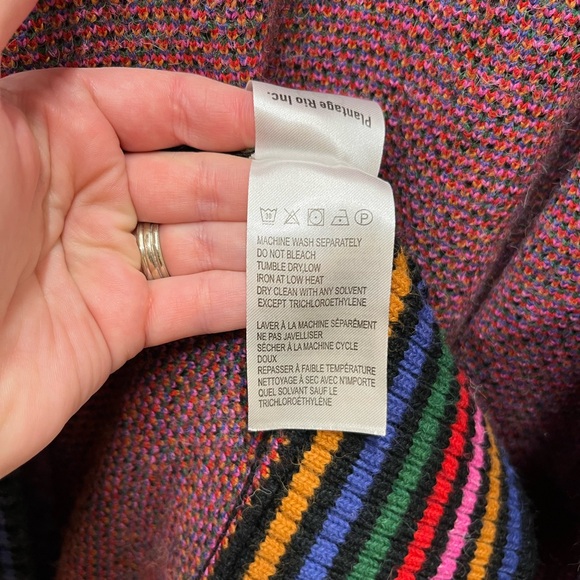 Plantage Rio Inc.
30 P
MACHINE WASH SEPARATELY
DO NOT BLEACH
TUMBLE DRY,LOW
IRON AT LOW HEAT
DRY CLEAN WITH ANY SOLVENT
EXCEPT TRICHLOROETHYLENE
LAVER À LA MACHINE SÉPARÉMENT
NE PAS JAVELLISER
SÉCHER À LA MACHINE CYCLE
DOUX
REPASSER À FAIBLE TEMPÉRATURE
NETTOYAGE À SEC AVEC N'IMPORTE
QUEL SOLVANT SAUF LE
TRICHLOROÉTHYLÈNE